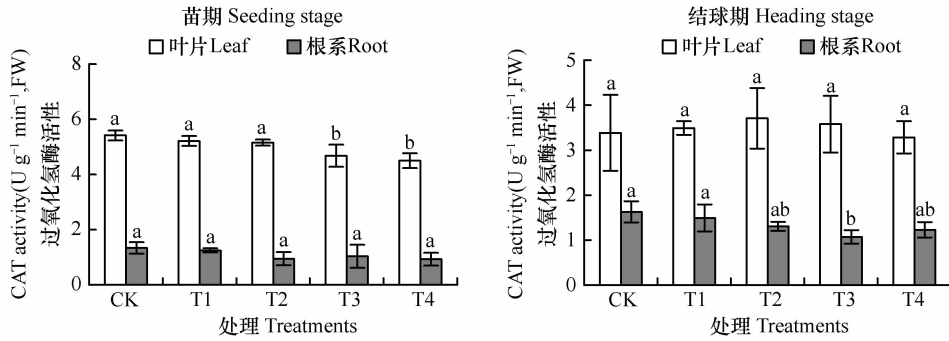 苗期 Seeding stage
叶片Leaf 根系Root
CAT activity(U g⁻¹ min⁻¹,FW)
过氧化氢酶活性
8
6
4
2
0
a a a b b
a a a a a
CK T1 T2 T3 T4
处理 Treatments
结球期 Heading stage
叶片Leaf 根系Root
CAT activity(U g⁻¹ min⁻¹,FW)
过氧化氢酶活性
5
4
3
2
1
0
a a a a a
a a ab b ab
CK T1 T2 T3 T4
处理 Treatments